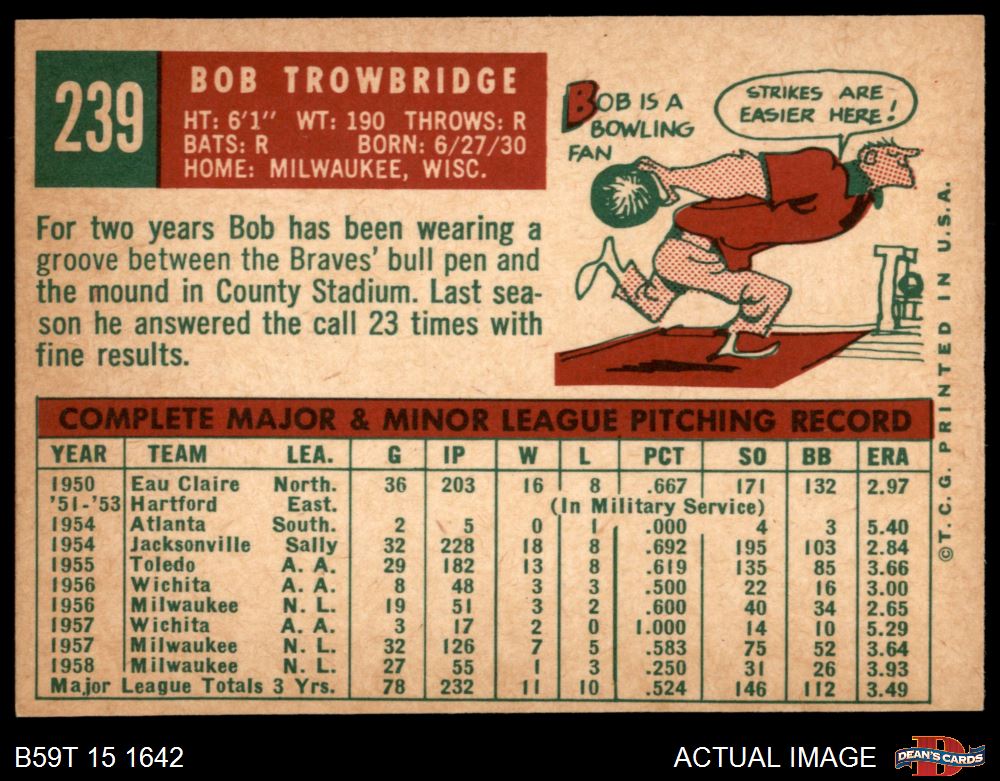 239
BOB TROWBRIDGE
HT: 6'1" WT: 190 THROWS: R
BATS: R BORN: 6/27/30
HOME: MILWAUKEE, WISC.
BOB IS A
BOWLING
FAN
STRIKES ARE
EASIER HERE!
For two years Bob has been wearing a
groove between the Braves' bull pen and
the mound in County Stadium. Last sea-
son he answered the call 23 times with
fine results.
COMPLETE MAJOR & MINOR LEAGUE PITCHING RECORD
YEAR TEAM LEA. G IP W L PCT SO BB ERA
1950 Eau Claire North. 36 203 16 8 .667 171 132 2.97
'51-'53 Hartford East. (In Military Service)
1954 Atlanta South. 2 5 0 1 .000 4 3 5.40
1954 Jacksonville Sally 32 228 18 8 .692 195 103 2.84
1955 Toledo A. A. 29 182 13 8 .619 135 85 3.66
1956 Wichita A. A. 8 48 3 3 .500 22 16 3.00
1956 Milwaukee N. L. 19 51 3 2 .600 40 34 2.65
1957 Wichita A. A. 3 17 2 0 1.000 14 10 5.29
1957 Milwaukee N. L. 32 126 7 5 .583 75 52 3.64
1958 Milwaukee N. L. 27 55 1 3 .250 31 26 3.93
Major League Totals 3 Yrs. 78 232 11 10 .524 146 112 3.49
©T.C.G. PRINTED IN U.S.A.
B59T 15 1642
ACTUAL IMAGE
DEAN'S CARDS